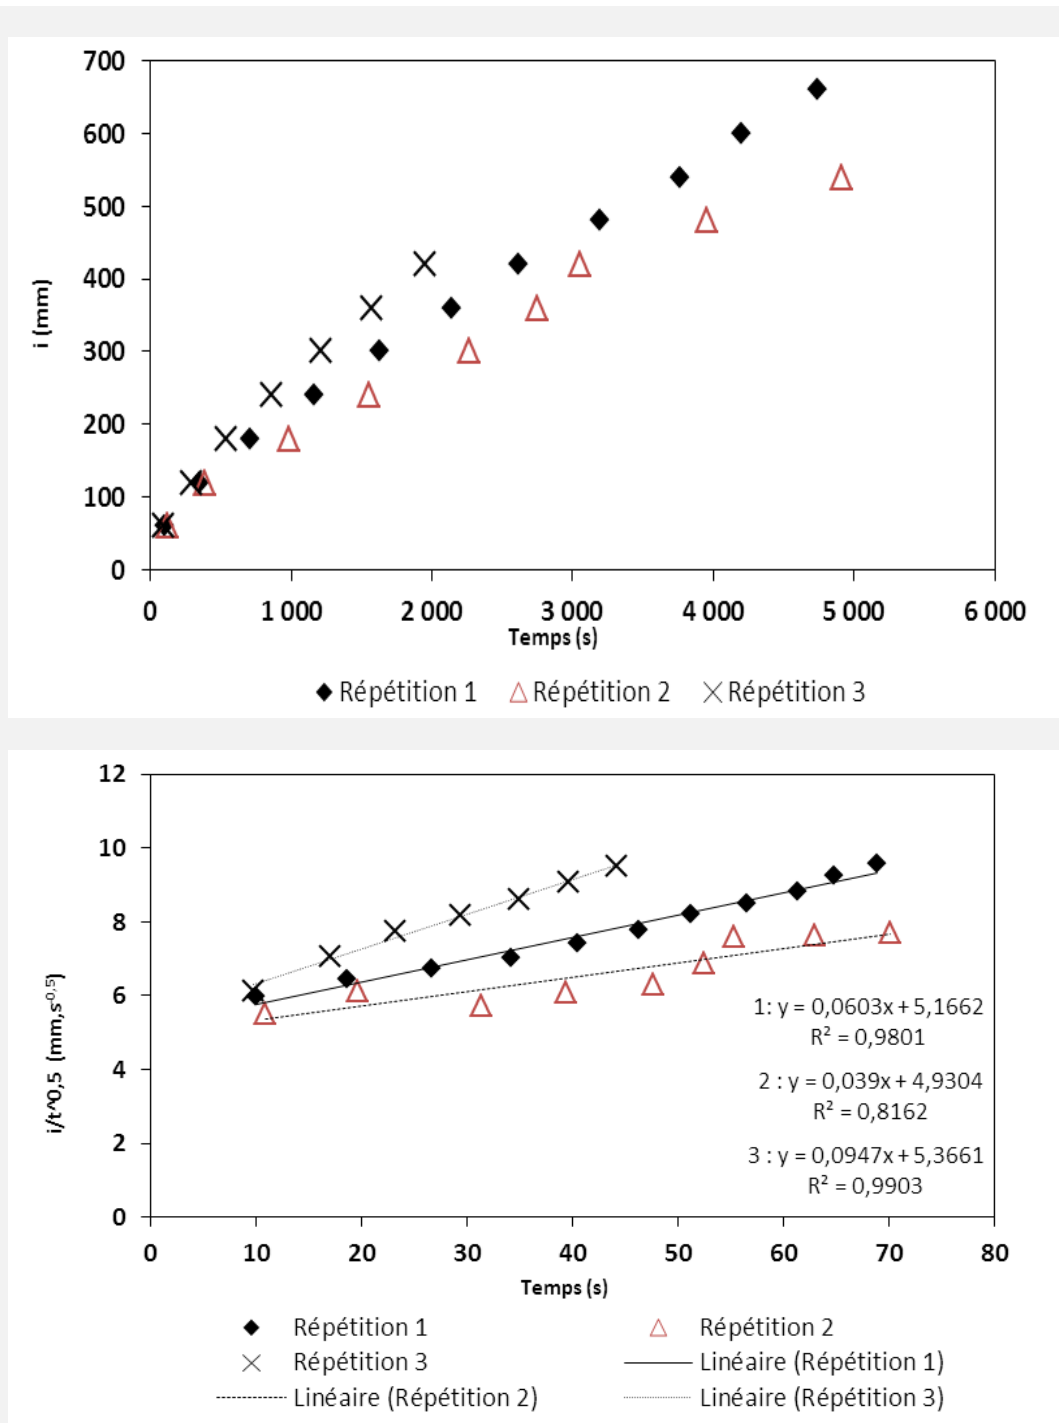 700
600
500
400
300
200
100
0
i (mm)
0 1 000 2 000 3 000 4 000 5 000 6 000
Temps (s)
Répétition 1 Répétition 2 Répétition 3
12
10
8
6
4
2
0
i/t^0,5 (mm,s-0,5)
1: y = 0,0603x + 5,1662
R² = 0,9801
2 : y = 0,039x + 4,9304
R² = 0,8162
3 : y = 0,0947x + 5,3661
R² = 0,9903
0 10 20 30 40 50 60 70 80
Temps (s)
Répétition 1 Répétition 2
Répétition 3 Linéaire (Répétition 1)
Linéaire (Répétition 2) Linéaire (Répétition 3)